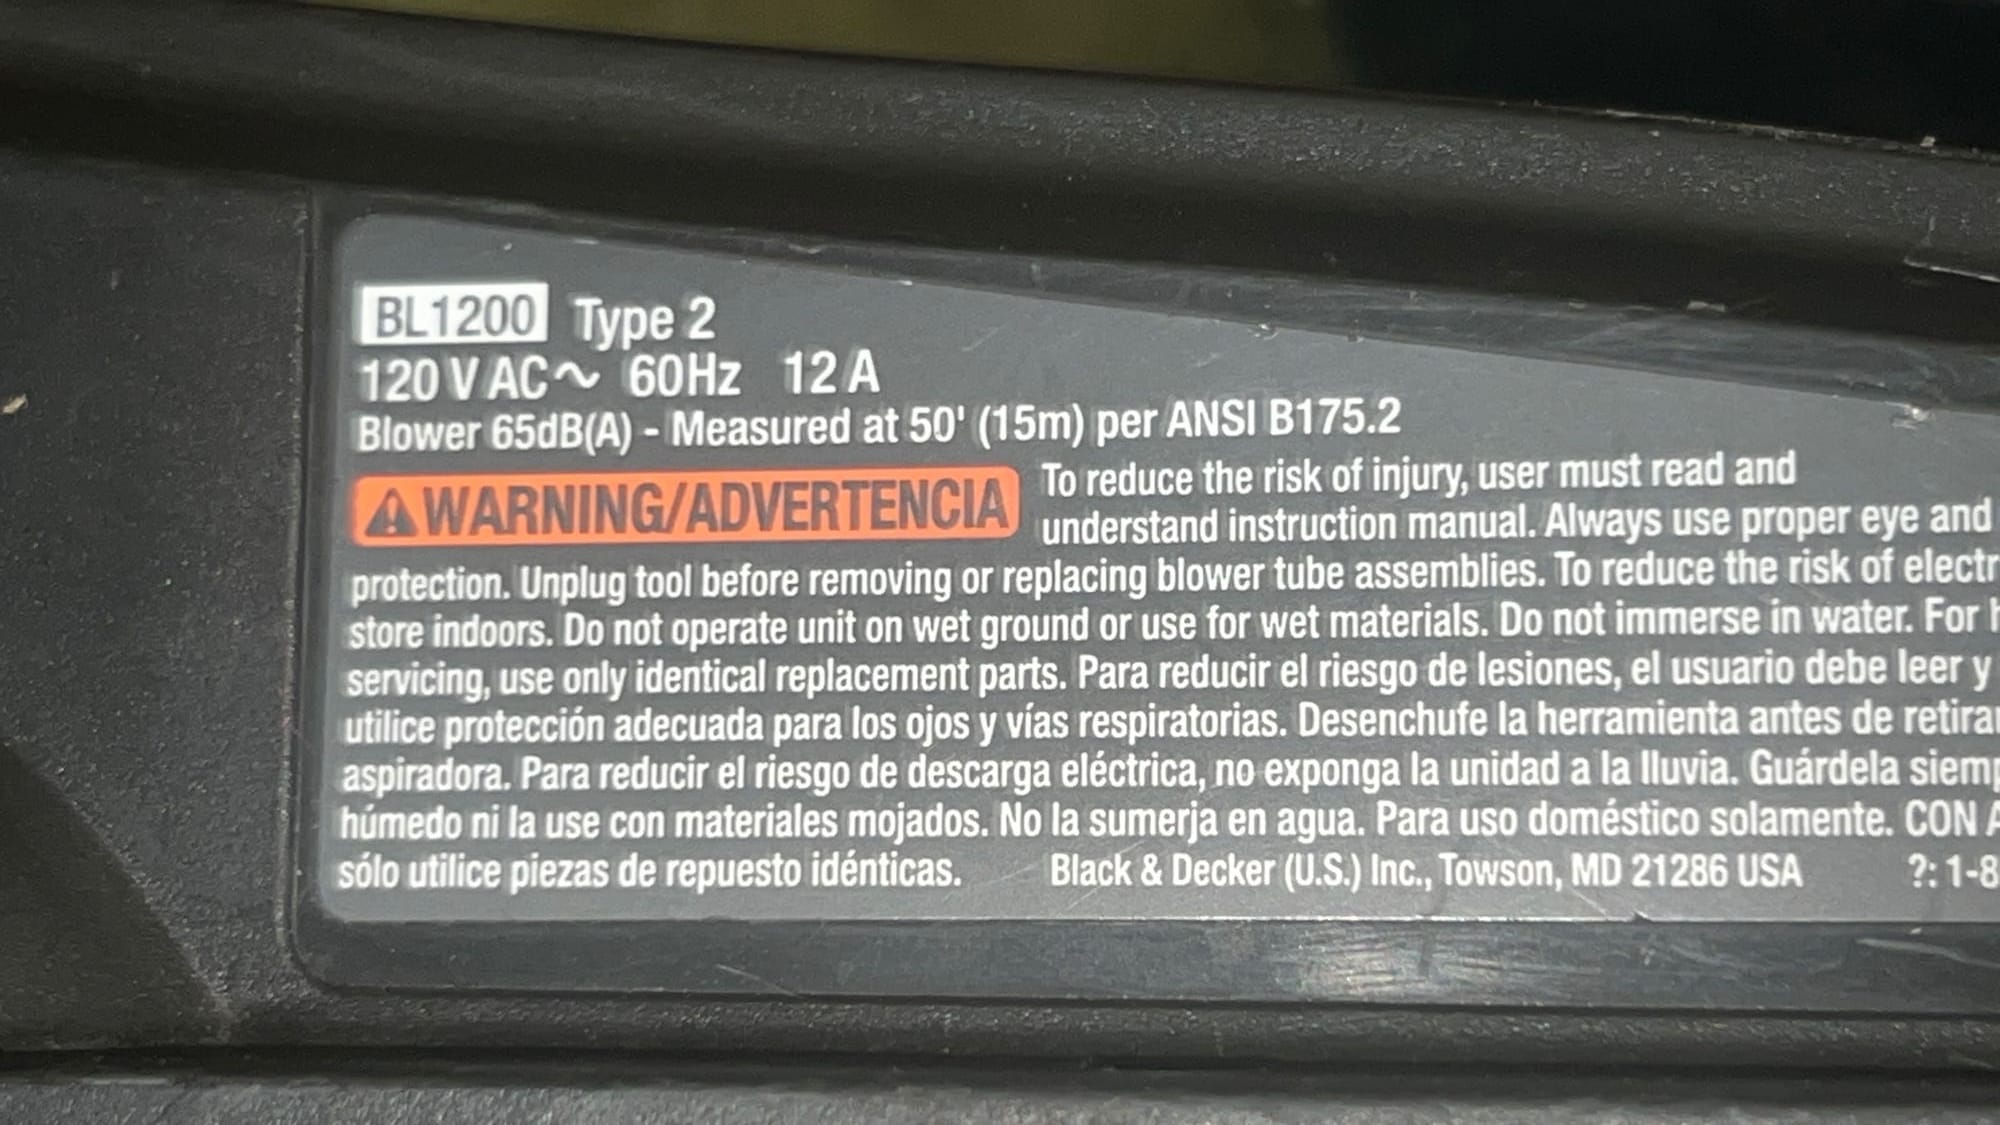 BL1200 Type 2
120 V AC～ 60Hz 12 A
Blower 65dB(A) - Measured at 50' (15m) per ANSI B175.2
⚠WARNING/ADVERTENCIA To reduce the risk of injury, user must read and
understand instruction manual. Always use proper eye and
protection. Unplug tool before removing or replacing blower tube assemblies. To reduce the risk of electr
store indoors. Do not operate unit on wet ground or use for wet materials. Do not immerse in water. For h
servicing, use only identical replacement parts. Para reducir el riesgo de lesiones, el usuario debe leer y
utilice protección adecuada para los ojos y vías respiratorias. Desenchufe la herramienta antes de retirar
aspiradora. Para reducir el riesgo de descarga eléctrica, no exponga la unidad a la lluvia. Guárdela siemp
húmedo ni la use con materiales mojados. No la sumerja en agua. Para uso doméstico solamente. CON A
sólo utilice piezas de repuesto idénticas. Black & Decker (U.S.) Inc., Towson, MD 21286 USA ?: 1-8